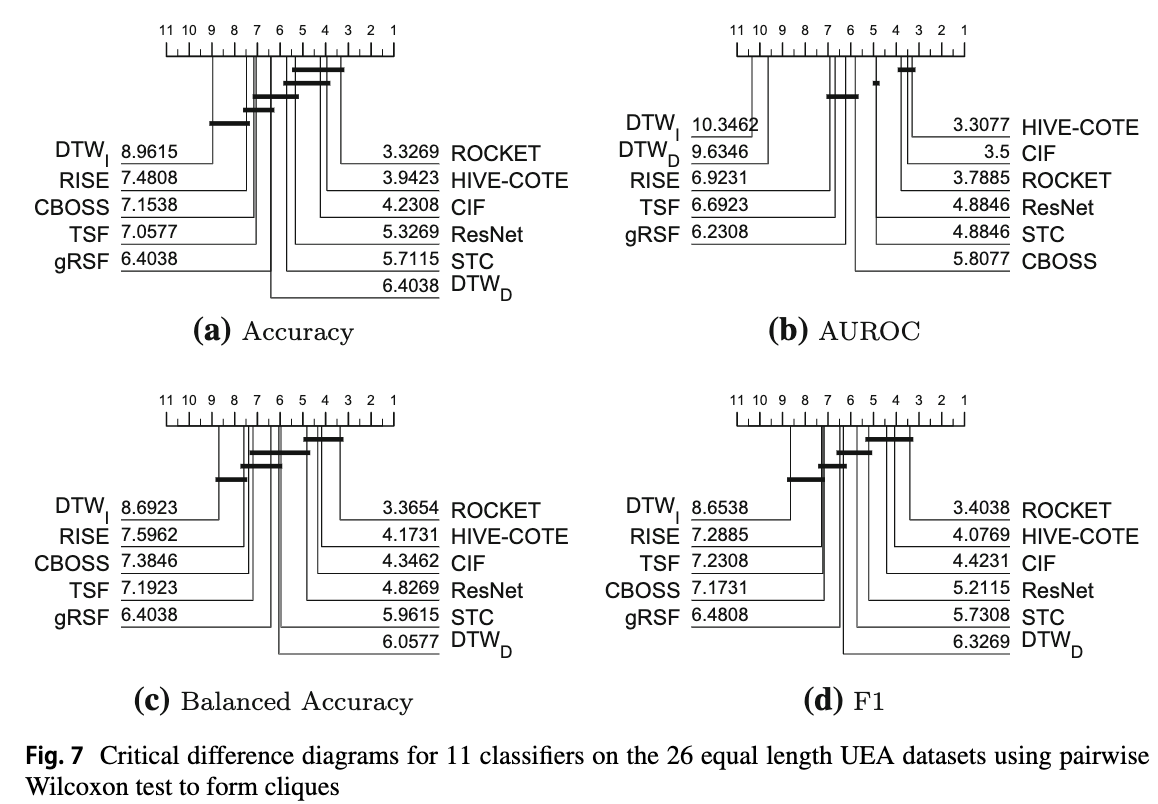 11 10 9 8 7 6 5 4 3 2 1
DTW_I 8.9615
RISE 7.4808
CBOSS 7.1538
TSF 7.0577
gRSF 6.4038
3.3269 ROCKET
3.9423 HIVE-COTE
4.2308 CIF
5.3269 ResNet
5.7115 STC
6.4038 DTW_D
(a) Accuracy
11 10 9 8 7 6 5 4 3 2 1
DTW_I 10.3462
DTW_D 9.6346
RISE 6.9231
TSF 6.6923
gRSF 6.2308
3.3077 HIVE-COTE
3.5 CIF
3.7885 ROCKET
4.8846 ResNet
4.8846 STC
5.8077 CBOSS
(b) AUROC
11 10 9 8 7 6 5 4 3 2 1
DTW_I 8.6923
RISE 7.5962
CBOSS 7.3846
TSF 7.1923
gRSF 6.4038
3.3654 ROCKET
4.1731 HIVE-COTE
4.3462 CIF
4.8269 ResNet
5.9615 STC
6.0577 DTW_D
(c) Balanced Accuracy
11 10 9 8 7 6 5 4 3 2 1
DTW_I 8.6538
RISE 7.2885
TSF 7.2308
CBOSS 7.1731
gRSF 6.4808
3.4038 ROCKET
4.0769 HIVE-COTE
4.4231 CIF
5.2115 ResNet
5.7308 STC
6.3269 DTW_D
(d) F1
Fig. 7 Critical difference diagrams for 11 classifiers on the 26 equal length UEA datasets using pairwise
Wilcoxon test to form cliques